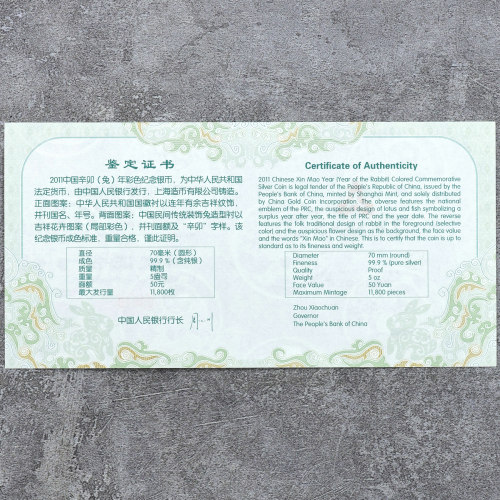 鉴定证书
2011中国辛卯(兔)年彩色纪念银币,为中华人民共和国
法定货币,由中国人民银行发行,上海造币有限公司铸造。
正面图案:中华人民共和国国徽衬以连年有余吉祥纹饰,
并刊国名、年号。背面图案:中国民间传统装饰兔造型衬以
吉祥花卉图案(局部彩色),并刊面额及“辛卯”字样。该
纪念银币成色标准,重量合格,谨此证明。
直径 70毫米(圆形)
成色 99.9%(含纯银)
质量 精制
重量 5盎司
面额 50元
最大发行量 11,800枚
中国人民银行行长
Certificate of Authenticity
2011 Chinese Xin Mao Year (Year of the Rabbit) Colored Commemorative
Silver Coin is legal tender of the People's Republic of China, issued by the
People's Bank of China, minted by Shanghai Mint, and solely distributed
by China Gold Coin Incorporation. The adverse features the national
emblem of the PRC, the auspicious design of lotus and fish symbolizing a
surplus year after year, the title of PRC, and the year date. The reverse
features the folk traditional design of rabbit in the foreground (selective
color) and the auspicious flower design as the background, the face value
and the words "Xin Mao" in Chinese. This is to certify that the coin is up to
standard as to its fineness and weight.
Diameter 70 mm (round)
Fineness 99.9% (pure silver)
Quality Proof
Weight 5 oz
Face Value 50 Yuan
Maximum Mintage 11,800 pieces
Zhou Xiaochuan
Governor
The People's Bank of China